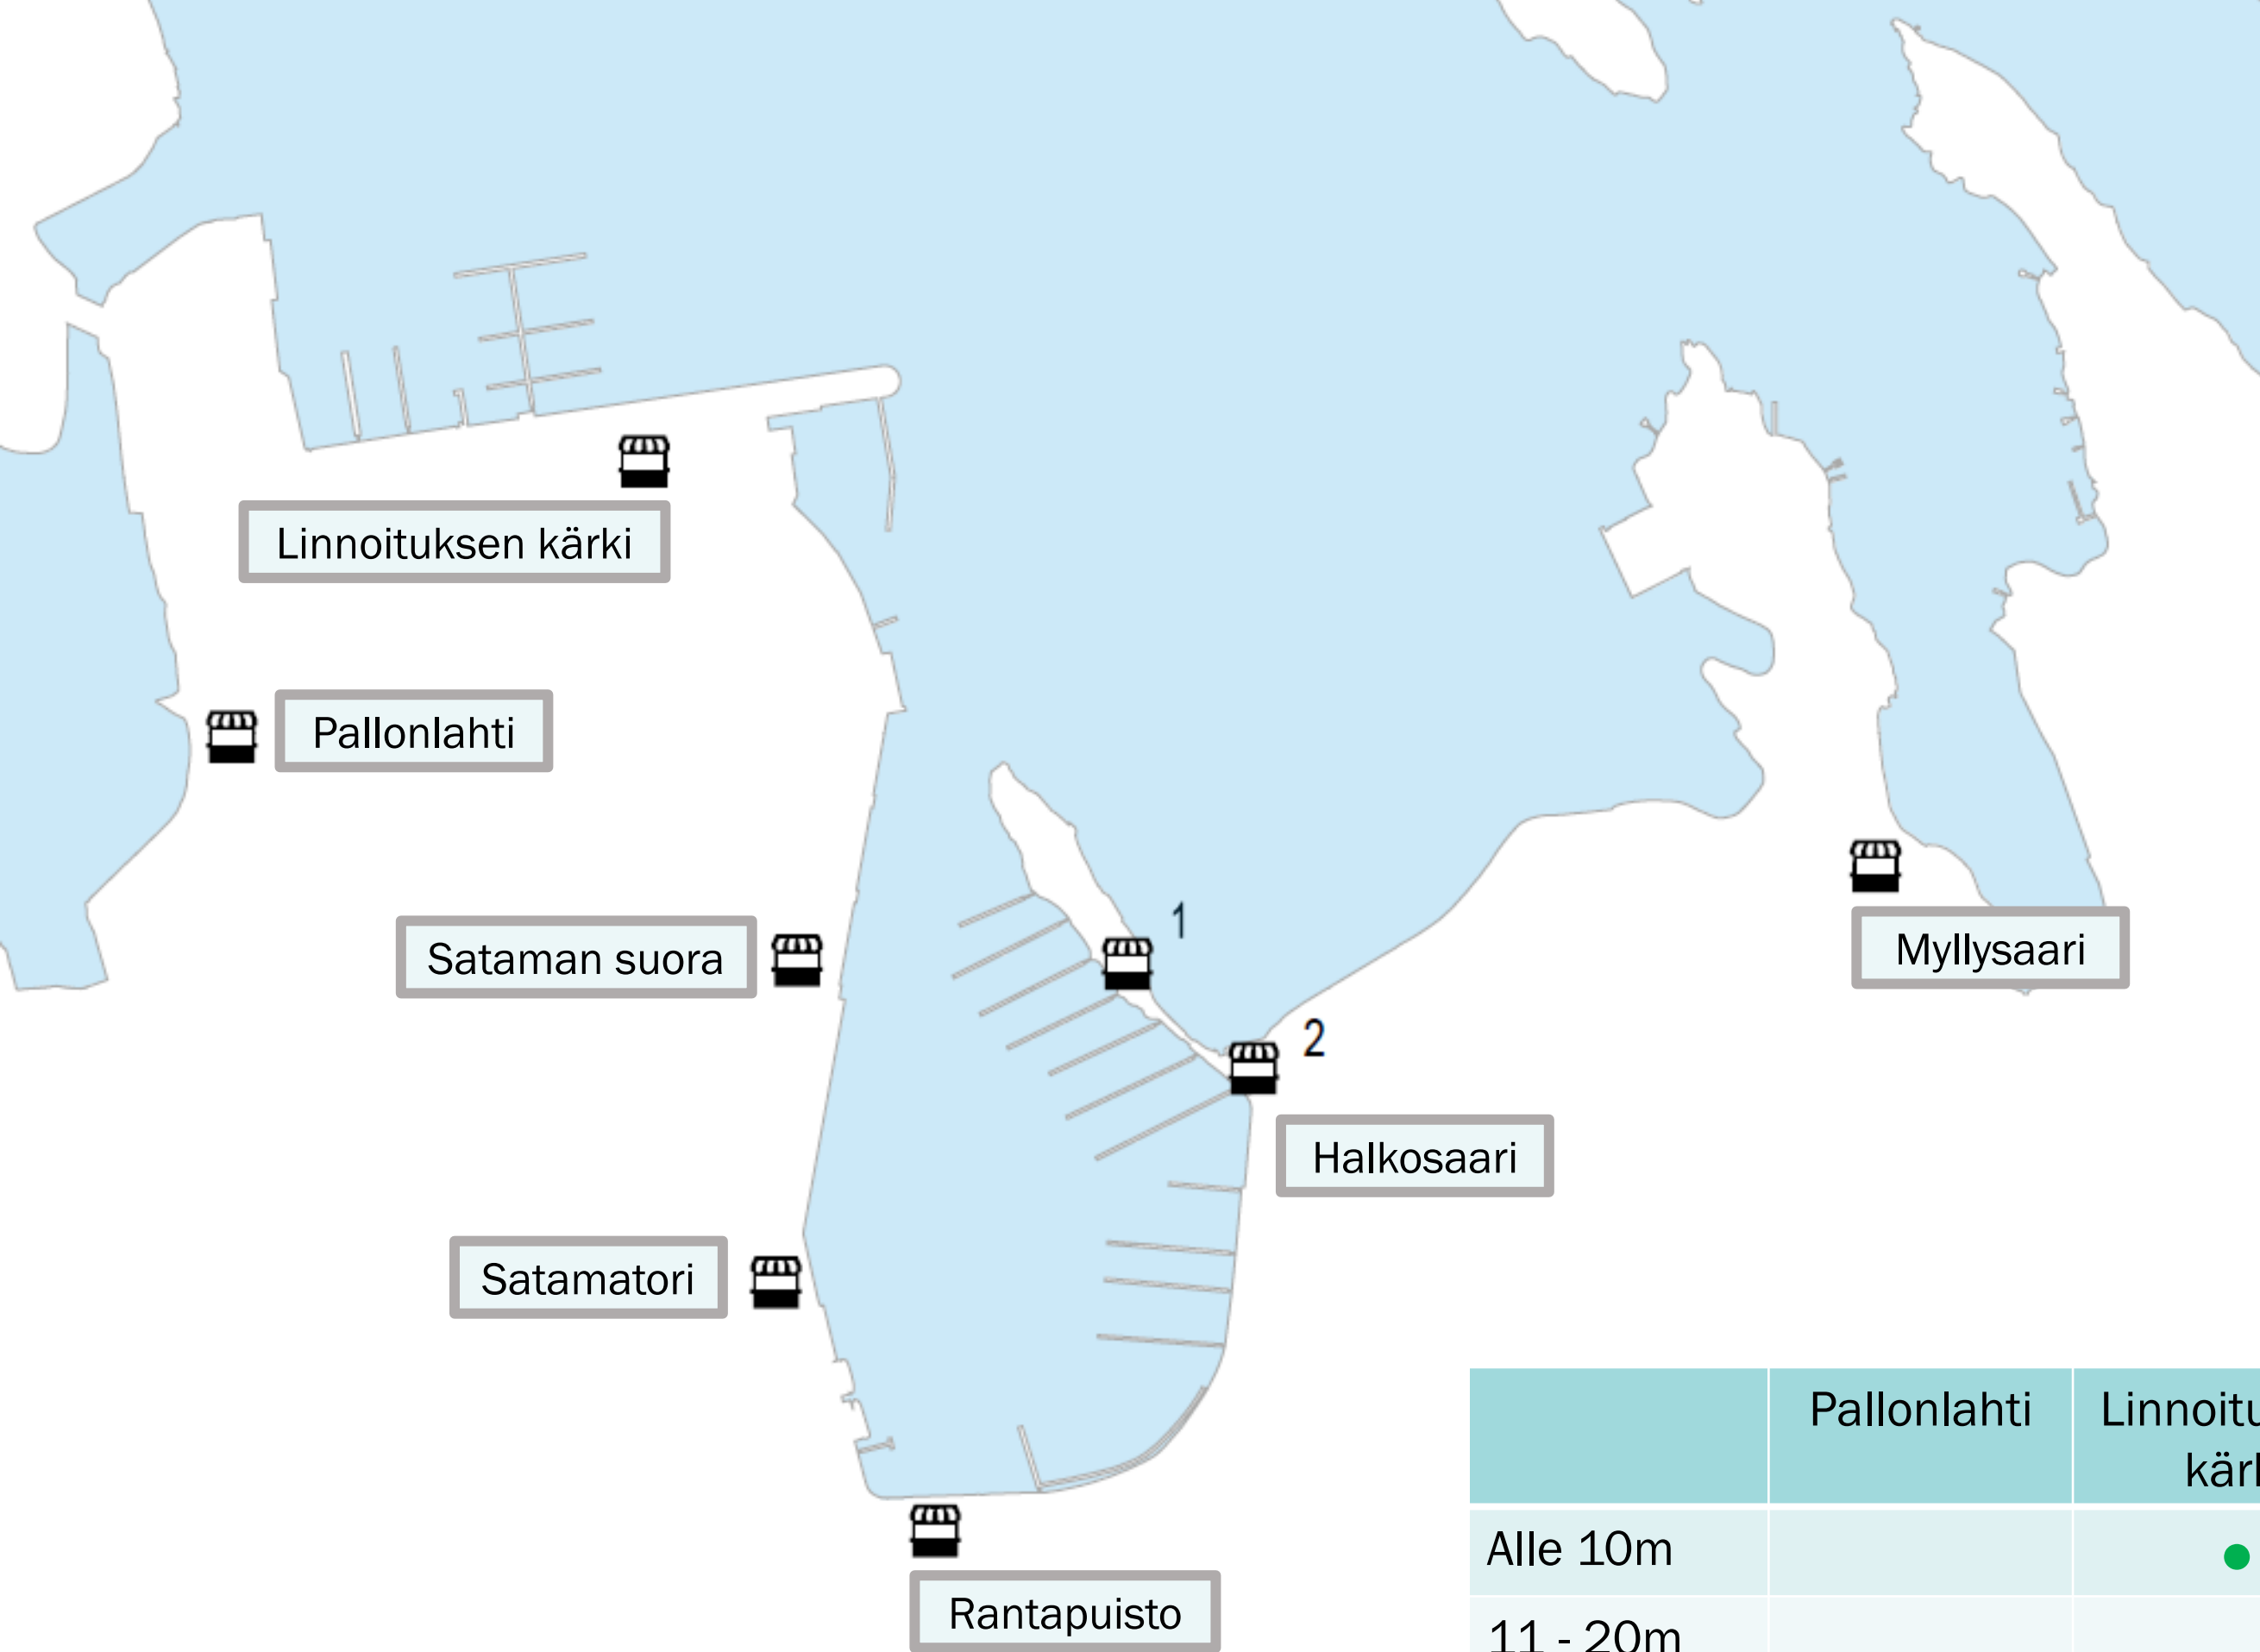 Linnoituksen kärki
Pallonlahti
Sataman suora
1
Myllysaari
2
Halkosaari
Satamatori
Rantapuisto
Pallonlahti
Alle 10m
11 - 20m